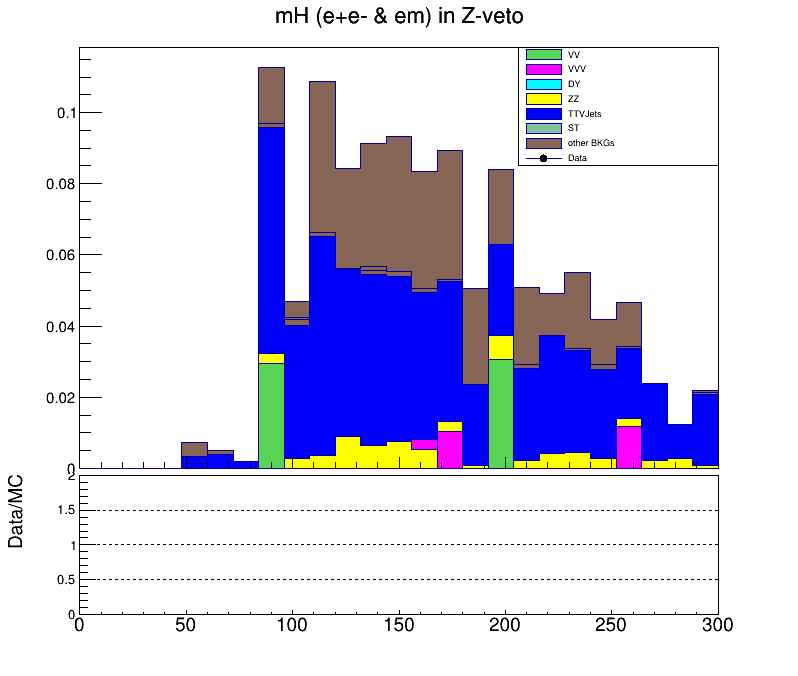 mH (e+e- & em) in Z-veto
VV
VVV
DY
ZZ
TTVJets
ST
other BKGs
Data
0.1
0.08
0.06
0.04
0.02
0
Data/MC
2
1.5
1
0.5
0
0 50 100 150 200 250 300